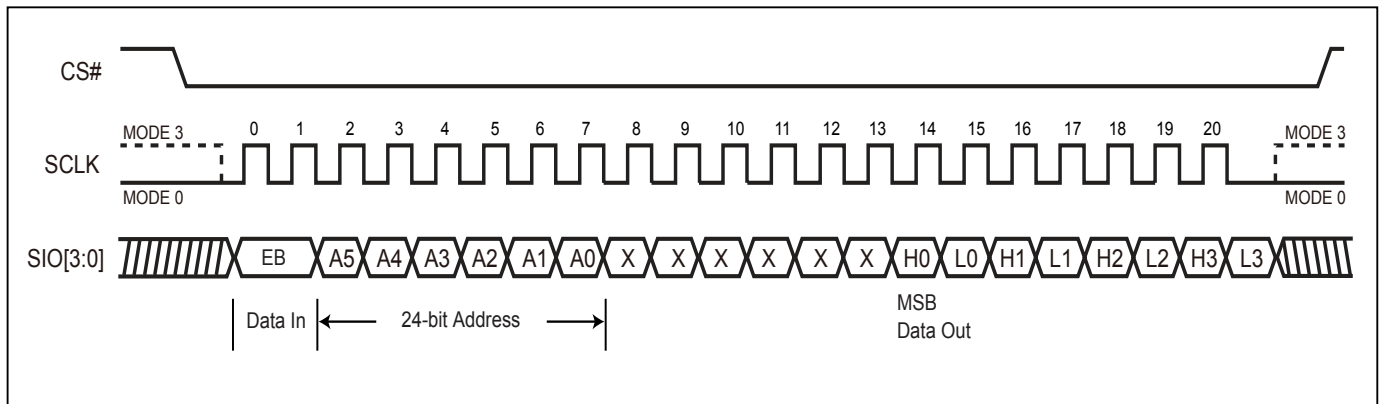 CS#
MODE 3 0 1 2 3 4 5 6 7 8 9 10 11 12 13 14 15 16 17 18 19 20 MODE 3
SCLK
MODE 0 MODE 0
SIO[3:0] EB A5 A4 A3 A2 A1 A0 X X X X X X H0 L0 H1 L1 H2 L2 H3 L3
Data In 24-bit Address MSB
Data Out